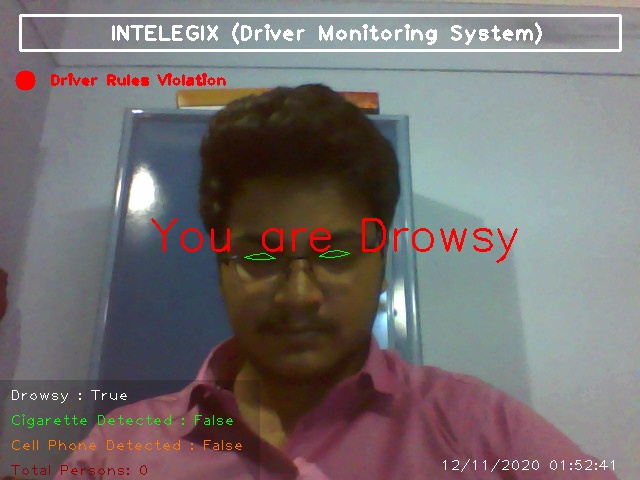 INTELEGIX (Driver Monitoring System)
Driver Rules Violation
You are Drowsy
Drowsy : True
Cigarette Detected : False
Cell Phone Detected : False
Total Persons: 0
12/11/2020 01:52:41